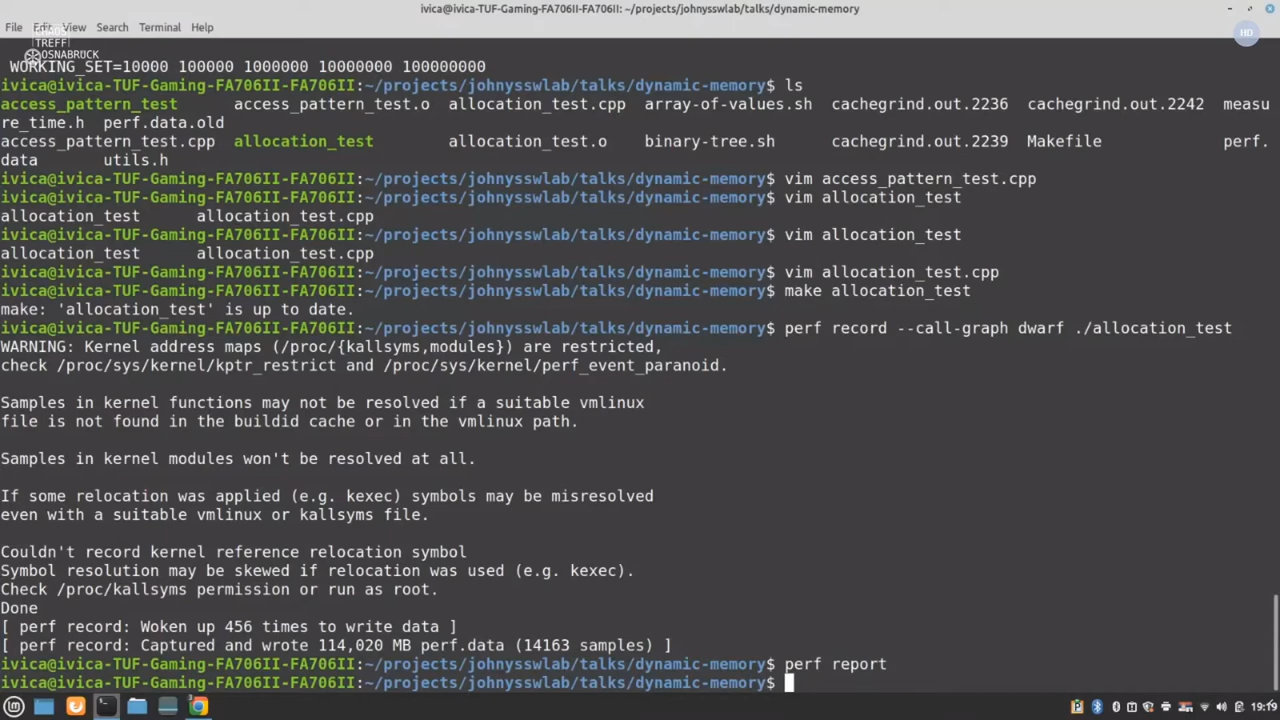 ivica@ivica-TUF-Gaming-FA706II-FA706II: ~/projects/johnysswlab/talks/dynamic-memory
File Edit View Search Terminal Help
HD
CHAOS
TREFF
OSNABRÜCK
WORKING_SET=10000 100000 1000000 10000000 100000000
ivica@ivica-TUF-Gaming-FA706II-FA706II:~/projects/johnysswlab/talks/dynamic-memory$ ls
access_pattern_test access_pattern_test.o allocation_test.cpp array-of-values.sh cachegrind.out.2236 cachegrind.out.2242 measu
re_time.h perf.data.old
access_pattern_test.cpp allocation_test allocation_test.o binary-tree.sh cachegrind.out.2239 Makefile perf.
data utils.h
ivica@ivica-TUF-Gaming-FA706II-FA706II:~/projects/johnysswlab/talks/dynamic-memory$ vim access_pattern_test.cpp
ivica@ivica-TUF-Gaming-FA706II-FA706II:~/projects/johnysswlab/talks/dynamic-memory$ vim allocation_test
allocation_test allocation_test.cpp
ivica@ivica-TUF-Gaming-FA706II-FA706II:~/projects/johnysswlab/talks/dynamic-memory$ vim allocation_test
allocation_test allocation_test.cpp
ivica@ivica-TUF-Gaming-FA706II-FA706II:~/projects/johnysswlab/talks/dynamic-memory$ vim allocation_test.cpp
ivica@ivica-TUF-Gaming-FA706II-FA706II:~/projects/johnysswlab/talks/dynamic-memory$ make allocation_test
make: 'allocation_test' is up to date.
ivica@ivica-TUF-Gaming-FA706II-FA706II:~/projects/johnysswlab/talks/dynamic-memory$ perf record --call-graph dwarf ./allocation_test
WARNING: Kernel address maps (/proc/{kallsyms,modules}) are restricted,
check /proc/sys/kernel/kptr_restrict and /proc/sys/kernel/perf_event_paranoid.
Samples in kernel functions may not be resolved if a suitable vmlinux
file is not found in the buildid cache or in the vmlinux path.
Samples in kernel modules won't be resolved at all.
If some relocation was applied (e.g. kexec) symbols may be misresolved
even with a suitable vmlinux or kallsyms file.
Couldn't record kernel reference relocation symbol
Symbol resolution may be skewed if relocation was used (e.g. kexec).
Check /proc/kallsyms permission or run as root.
Done
[ perf record: Woken up 456 times to write data ]
[ perf record: Captured and wrote 114,020 MB perf.data (14163 samples) ]
ivica@ivica-TUF-Gaming-FA706II-FA706II:~/projects/johnysswlab/talks/dynamic-memory$ perf report
ivica@ivica-TUF-Gaming-FA706II-FA706II:~/projects/johnysswlab/talks/dynamic-memory$
19:19